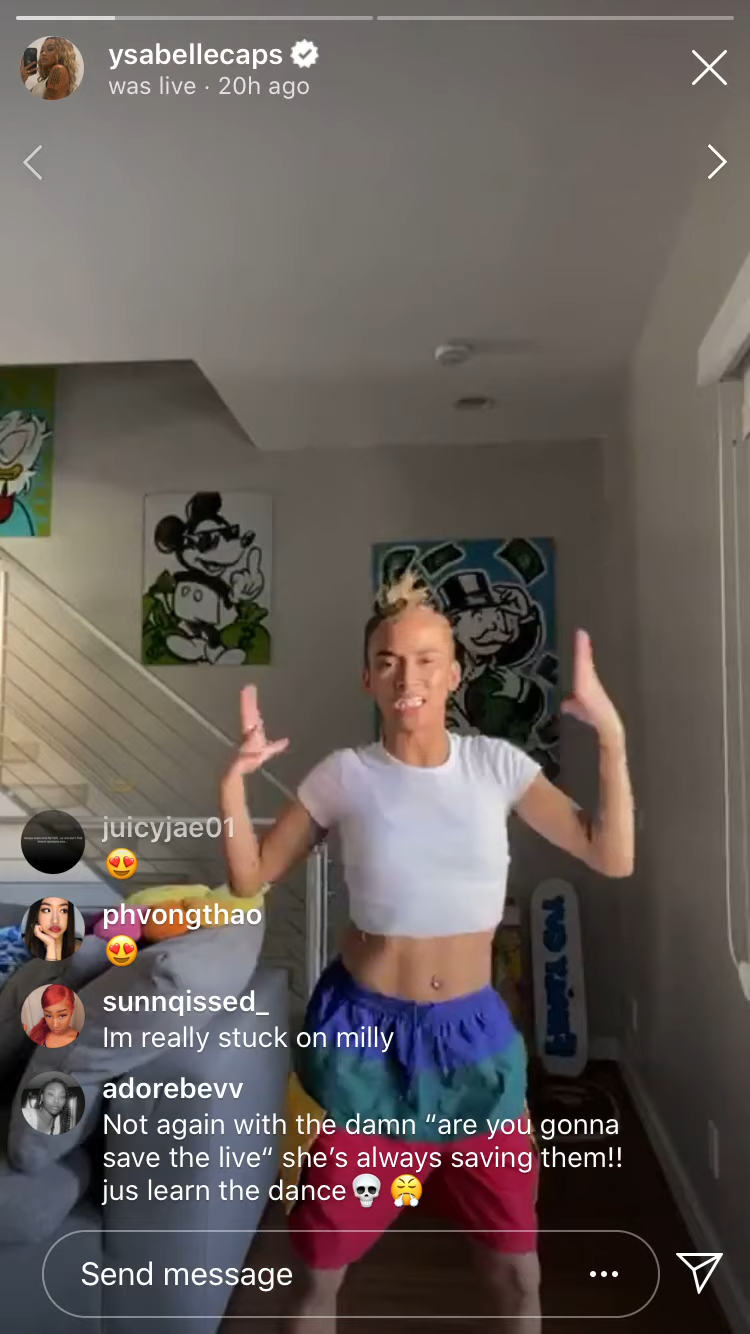 ysabellecaps
was live · 20h ago
juicyjae01
😍
phvongthao
😍
sunnqissed_
Im really stuck on milly
adorebevv
Not again with the damn “are you gonna
save the live“ she’s always saving them!!
jus learn the dance💀😤
Send message